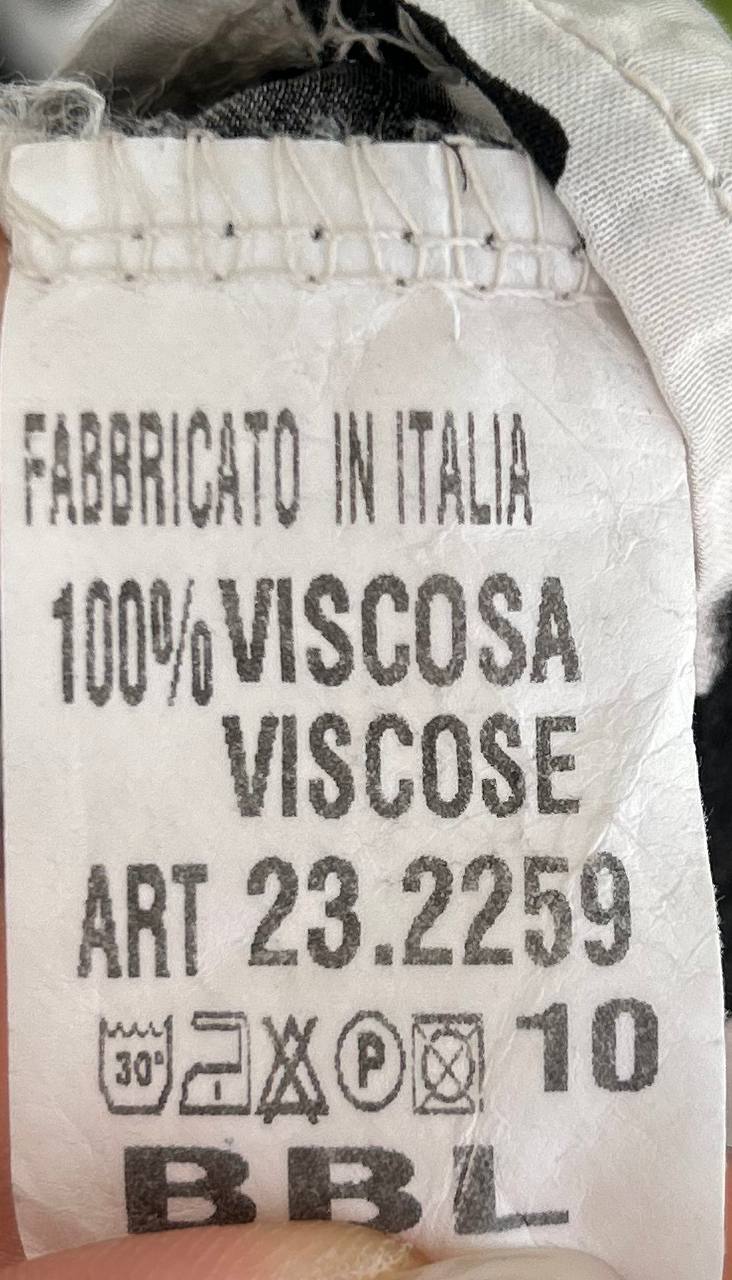 FABBRICATO IN ITALIA
100% VISCOSA
VISCOSE
ART 23.2259
30° P 10
BBL